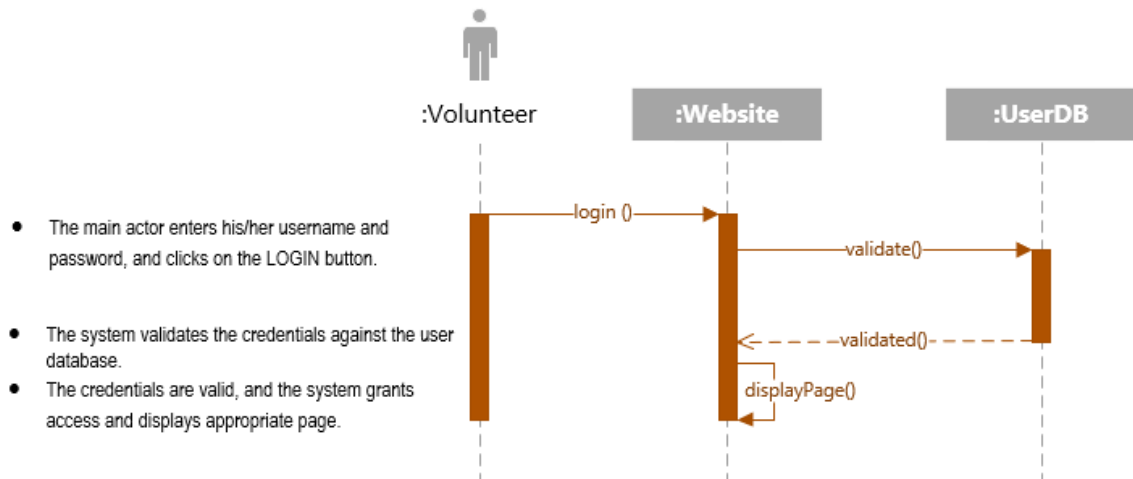 :Volunteer
:Website
:UserDB
login ()
● The main actor enters his/her username and
password, and clicks on the LOGIN button.
validate()
● The system validates the credentials against the user
database.
validated()
● The credentials are valid, and the system grants
access and displays appropriate page.
displayPage()